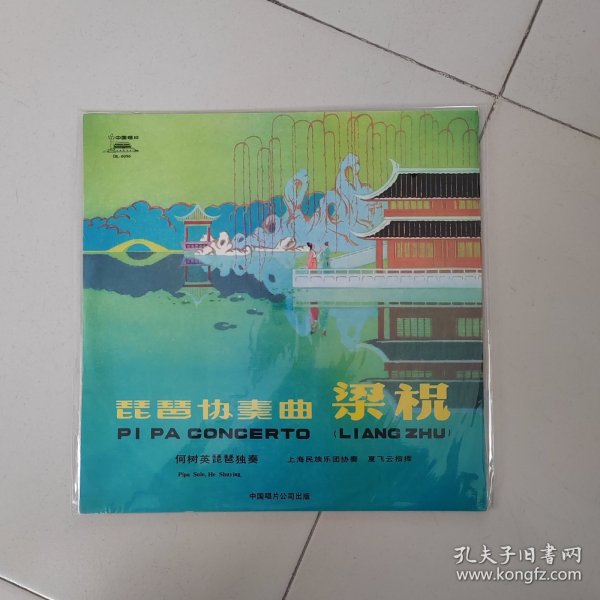 中国唱片
DL-0056
琵琶协奏曲 梁祝
PI PA CONCERTO (LIANG ZHU)
何树英琵琶独奏 上海民族乐团协奏 夏飞云指挥
Pipa Solo, He Shuying
中国唱片公司出版
孔夫子旧书网
www.kongfz.com